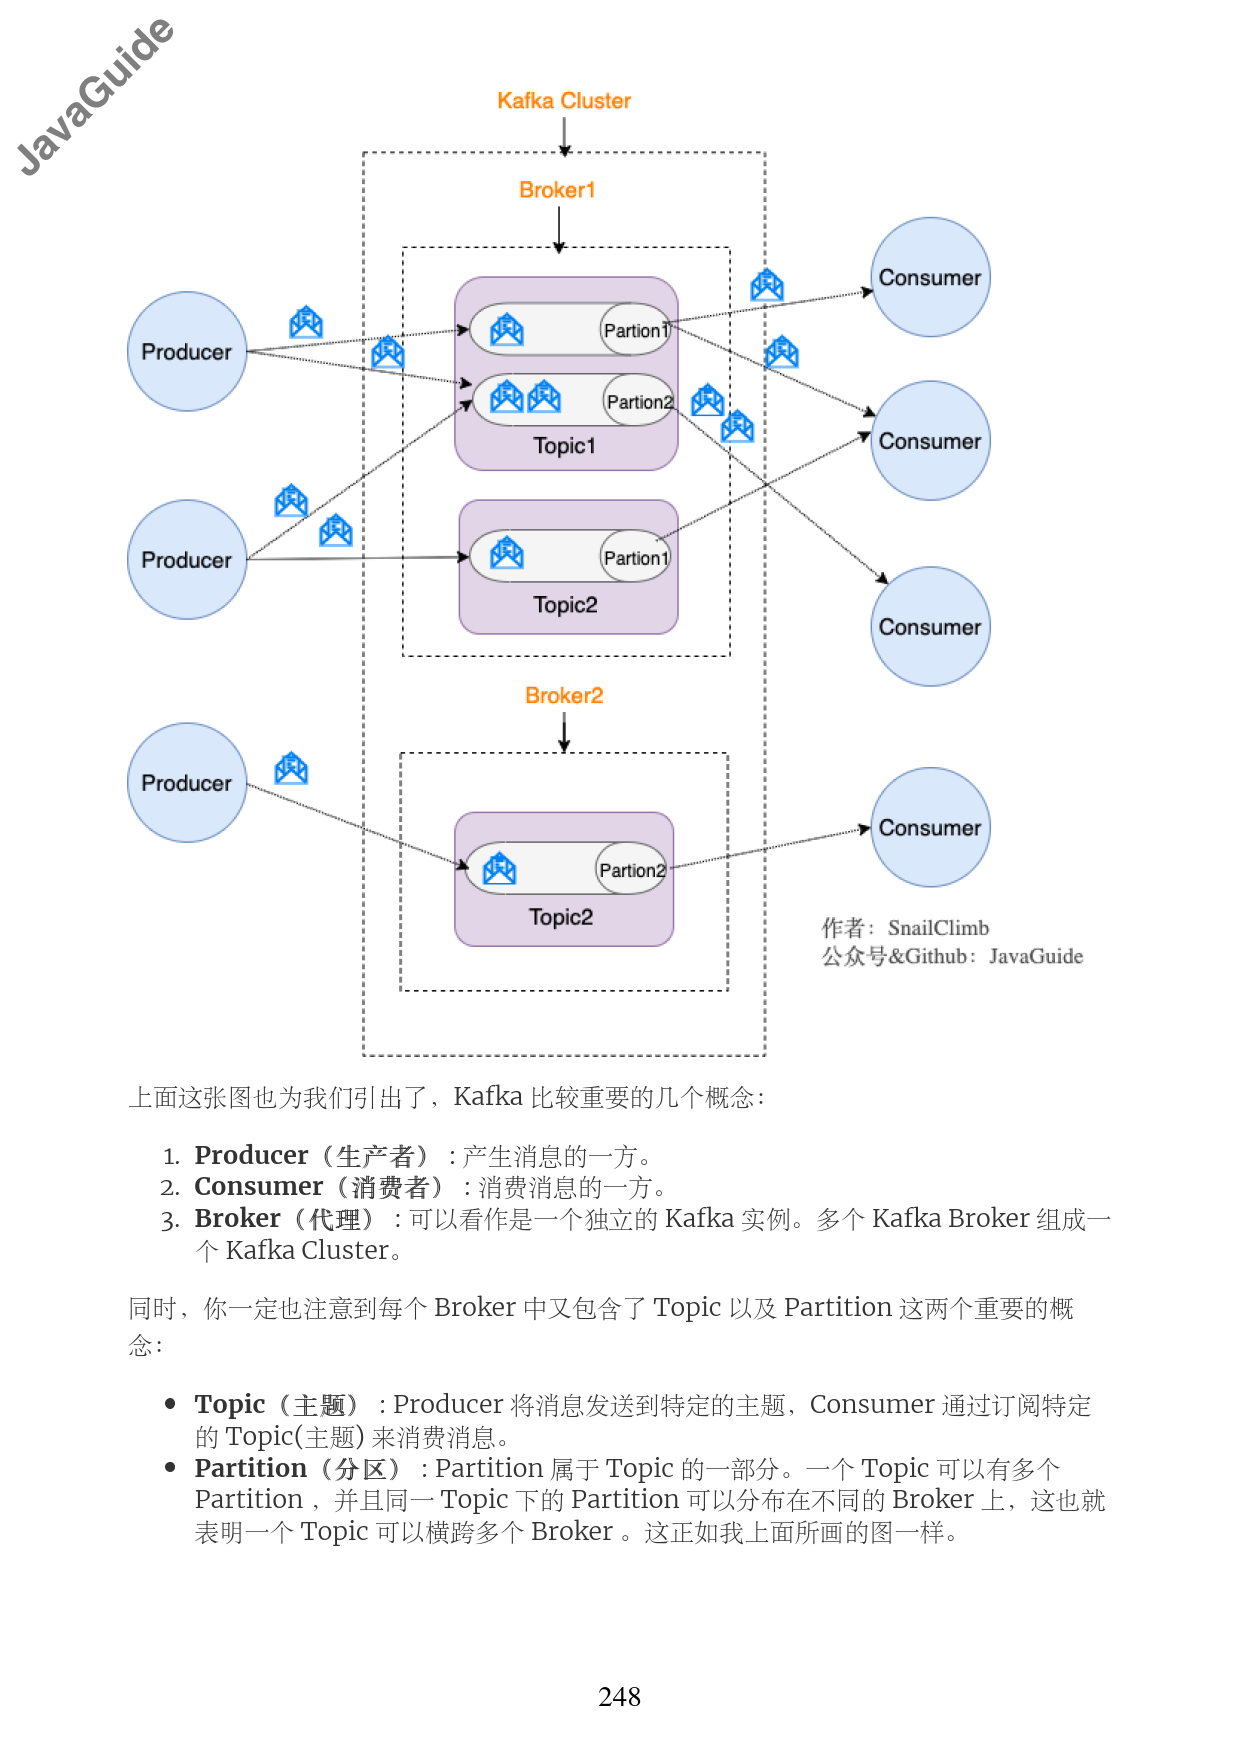 JavaGuide
Kafka Cluster
Broker1
Producer
Partion1
Consumer
Partion2
Topic1
Consumer
Producer
Partion1
Topic2
Consumer
Broker2
Producer
Partion2
Topic2
Consumer
作者：SnailClimb
公众号&Github：JavaGuide
上面这张图也为我们引出了，Kafka 比较重要的几个概念：
1. Producer（生产者） : 产生消息的一方。
2. Consumer（消费者） : 消费消息的一方。
3. Broker（代理） : 可以看作是一个独立的 Kafka 实例。多个 Kafka Broker 组成一
个 Kafka Cluster。
同时，你一定也注意到每个 Broker 中又包含了 Topic 以及 Partition 这两个重要的概
念：
• Topic（主题） : Producer 将消息发送到特定的主题，Consumer 通过订阅特定
的 Topic(主题) 来消费消息。
• Partition（分区） : Partition 属于 Topic 的一部分。一个 Topic 可以有多个
Partition ，并且同一 Topic 下的 Partition 可以分布在不同的 Broker 上，这也就
表明一个 Topic 可以横跨多个 Broker 。这正如我上面所画的图一样。
248